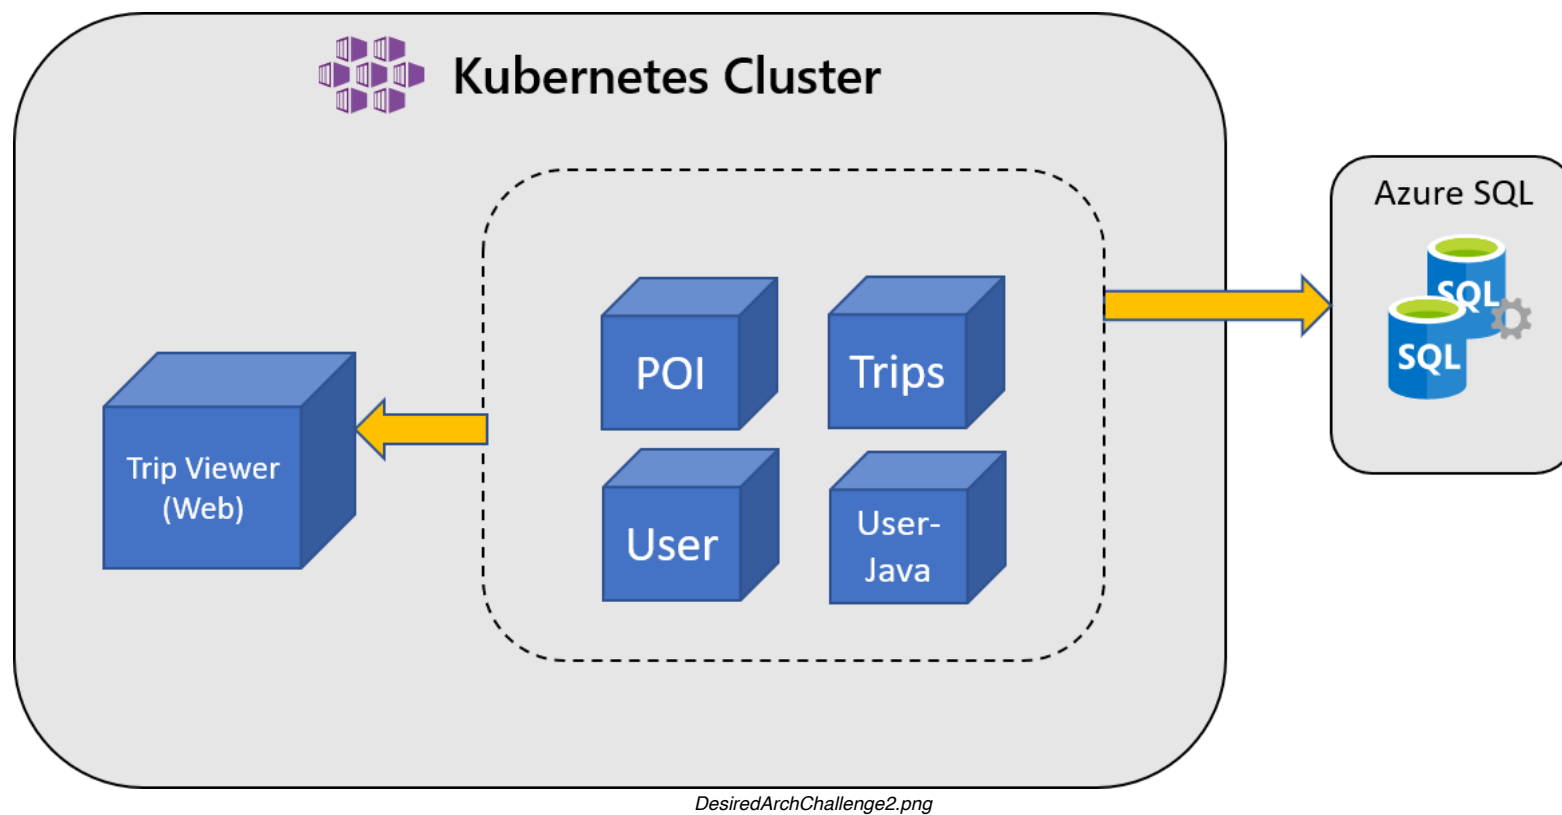 Kubernetes Cluster
Azure SQL
SQL
SQL
POI
Trips
Trip Viewer
(Web)
User
User-
Java
DesiredArchChallenge2.png